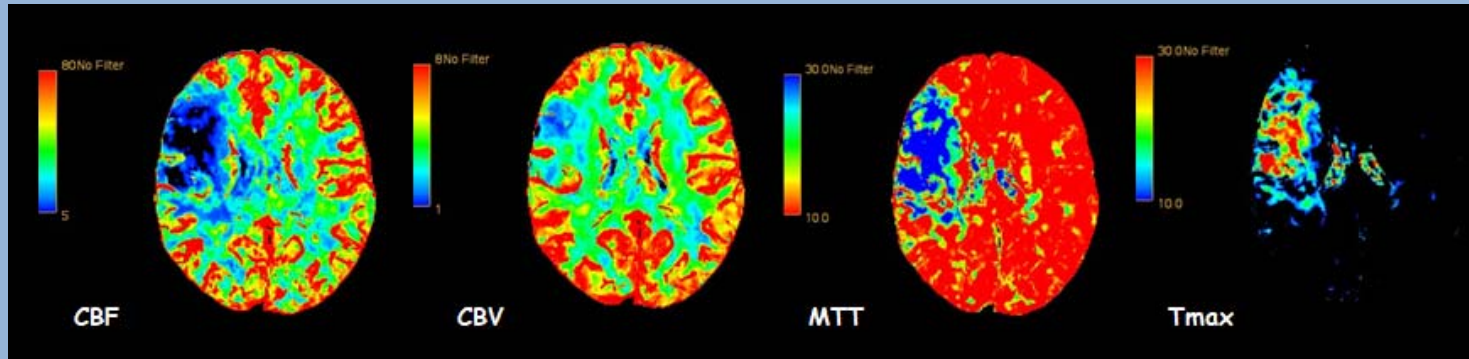 80No Filter
5
CBF
8No Filter
1
CBV
30.0No Filter
10.0
MTT
30.0No Filter
10.0
Tmax